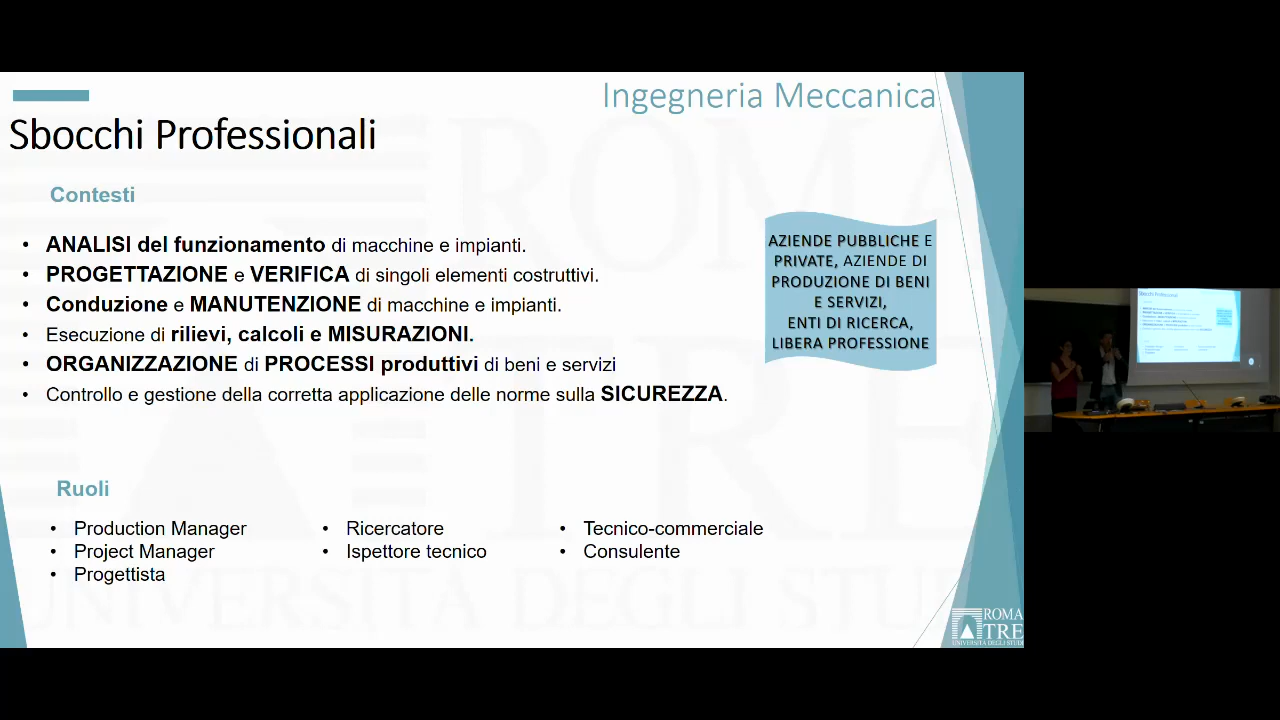 Ingegneria Meccanica
Sbocchi Professionali
Contesti
• ANALISI del funzionamento di macchine e impianti.
• PROGETTAZIONE e VERIFICA di singoli elementi costruttivi.
• Conduzione e MANUTENZIONE di macchine e impianti.
• Esecuzione di rilievi, calcoli e MISURAZIONI.
• ORGANIZZAZIONE di PROCESSI produttivi di beni e servizi
• Controllo e gestione della corretta applicazione delle norme sulla SICUREZZA.
AZIENDE PUBBLICHE E
PRIVATE, AZIENDE DI
PRODUZIONE DI BENI
E SERVIZI,
ENTI DI RICERCA,
LIBERA PROFESSIONE
Ruoli
• Production Manager
• Project Manager
• Progettista
• Ricercatore
• Ispettore tecnico
• Tecnico-commerciale
• Consulente
ROMA
TRE
UNIVERSITÀ DEGLI STUDI
Sbocchi Professionali